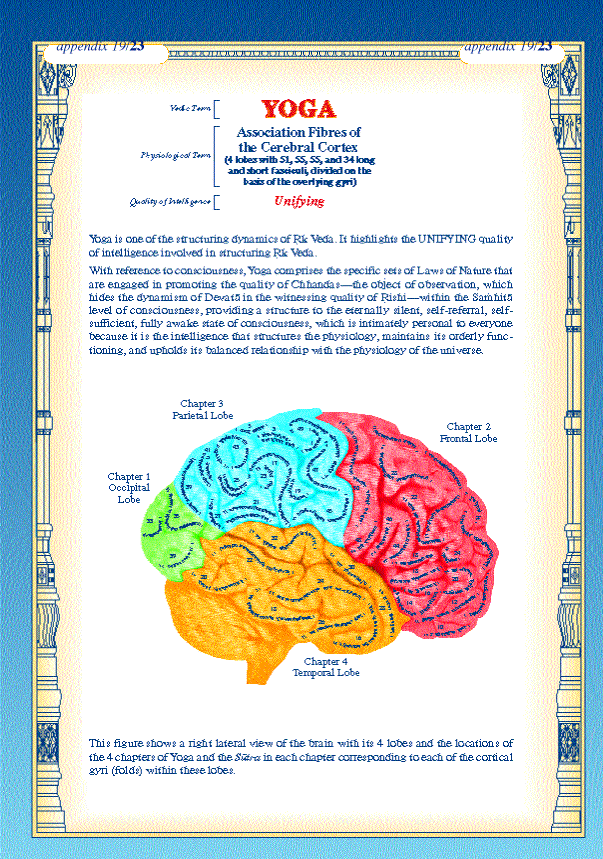 appendix 19/23
appendix 19/23
Vedic Term
YOGA
Physiological Term
Association Fibres of
the Cerebral Cortex
(4 lobes with 51, 55, 55, and 34 long
and short fasciculi, divided on the
basis of the overlying gyri)
Quality of Intelligence
Unifying
Yoga is one of the structuring dynamics of Ṛk Veda. It highlights the UNIFYING quality
of intelligence involved in structuring Ṛk Veda.
With reference to consciousness, Yoga comprises the specific sets of Laws of Nature that
are engaged in promoting the quality of Chhandas—the object of observation, which
hides the dynamism of Devatā in the witnessing quality of Ṛishi—within the Saṁhitā
level of consciousness, providing a structure to the eternally silent, self-referral, self-
sufficient, fully awake state of consciousness, which is intimately personal to everyone
because it is the intelligence that structures the physiology, maintains its orderly func-
tioning, and upholds its balanced relationship with the physiology of the universe.
Chapter 3
Parietal Lobe
Chapter 2
Frontal Lobe
Chapter 1
Occipital
Lobe
Chapter 4
Temporal Lobe
This figure shows a right lateral view of the brain with its 4 lobes and the locations of
the 4 chapters of Yoga and the Sūtra in each chapter corresponding to each of the cortical
gyri (folds) within these lobes.